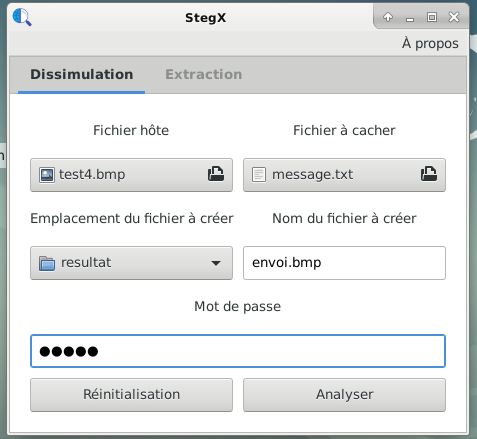 StegX
À propos
Dissimulation Extraction
Fichier hôte Fichier à cacher
test4.bmp message.txt
Emplacement du fichier à créer Nom du fichier à créer
resultat envoi.bmp
Mot de passe
●●●●●
Réinitialisation Analyser